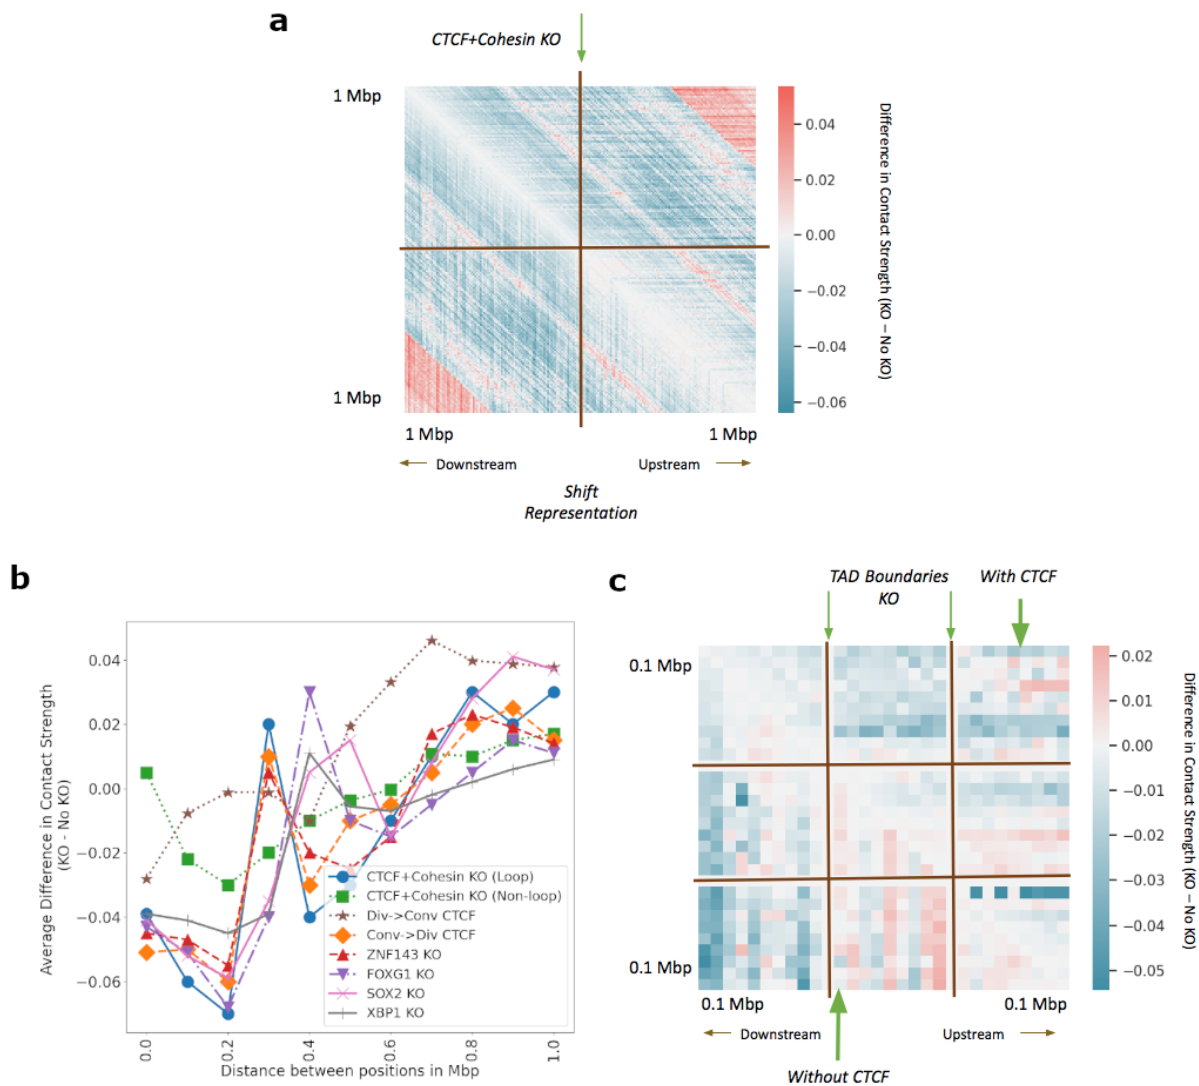 a
CTCF+Cohesin KO
1 Mbp
1 Mbp
1 Mbp
1 Mbp
Downstream
Upstream
Shift
Representation
0.04
0.02
0.00
−0.02
−0.04
−0.06
Difference in Contact Strength (KO – No KO)
b
Average Difference in Contact Strength
(KO - No KO)
0.04
0.02
0.00
−0.02
−0.04
−0.06
CTCF+Cohesin KO (Loop)
CTCF+Cohesin KO (Non-loop)
Div->Conv CTCF
Conv->Div CTCF
ZNF143 KO
FOXG1 KO
SOX2 KO
XBP1 KO
0.0
0.2
0.4
0.6
0.8
1.0
Distance between positions in Mbp
c
TAD Boundaries
KO
With CTCF
0.1 Mbp
0.1 Mbp
0.1 Mbp
0.1 Mbp
Downstream
Upstream
Without CTCF
0.02
0.01
0.00
−0.01
−0.02
−0.03
−0.04
−0.05
Difference in Contact Strength (KO – No KO)